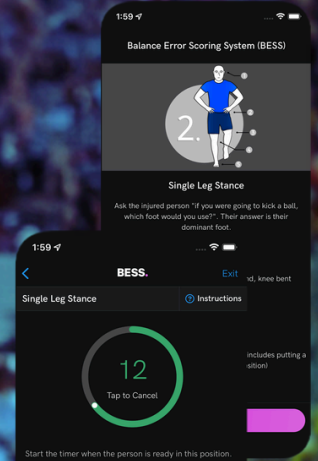 1:59
Balance Error Scoring System (BESS)
2.
Single Leg Stance
Ask the injured person "if you were going to kick a ball,
which foot would you use?". Their answer is their
dominant foot.
knee bent
includes putting a
1:59
BESS.
Exit
Single Leg Stance
? Instructions
12
Tap to Cancel
Start the timer when the person is ready in this position.